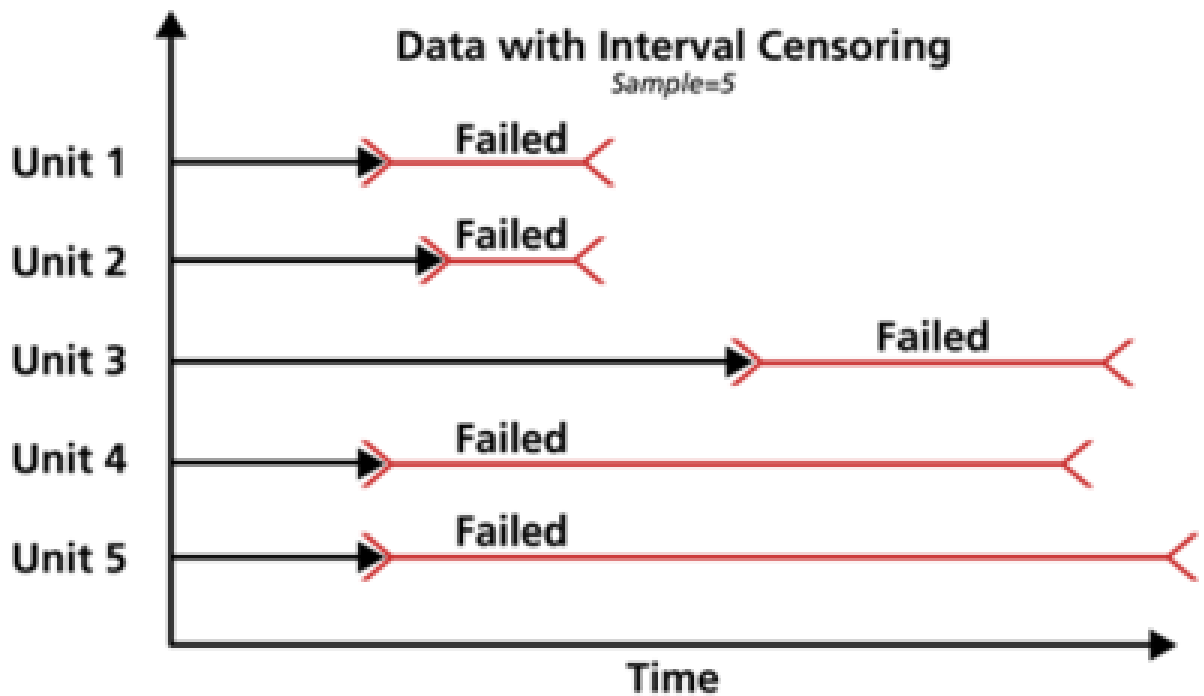 Data with Interval Censoring
Sample=5
Unit 1
Failed
Unit 2
Failed
Unit 3
Failed
Unit 4
Failed
Unit 5
Failed
Time